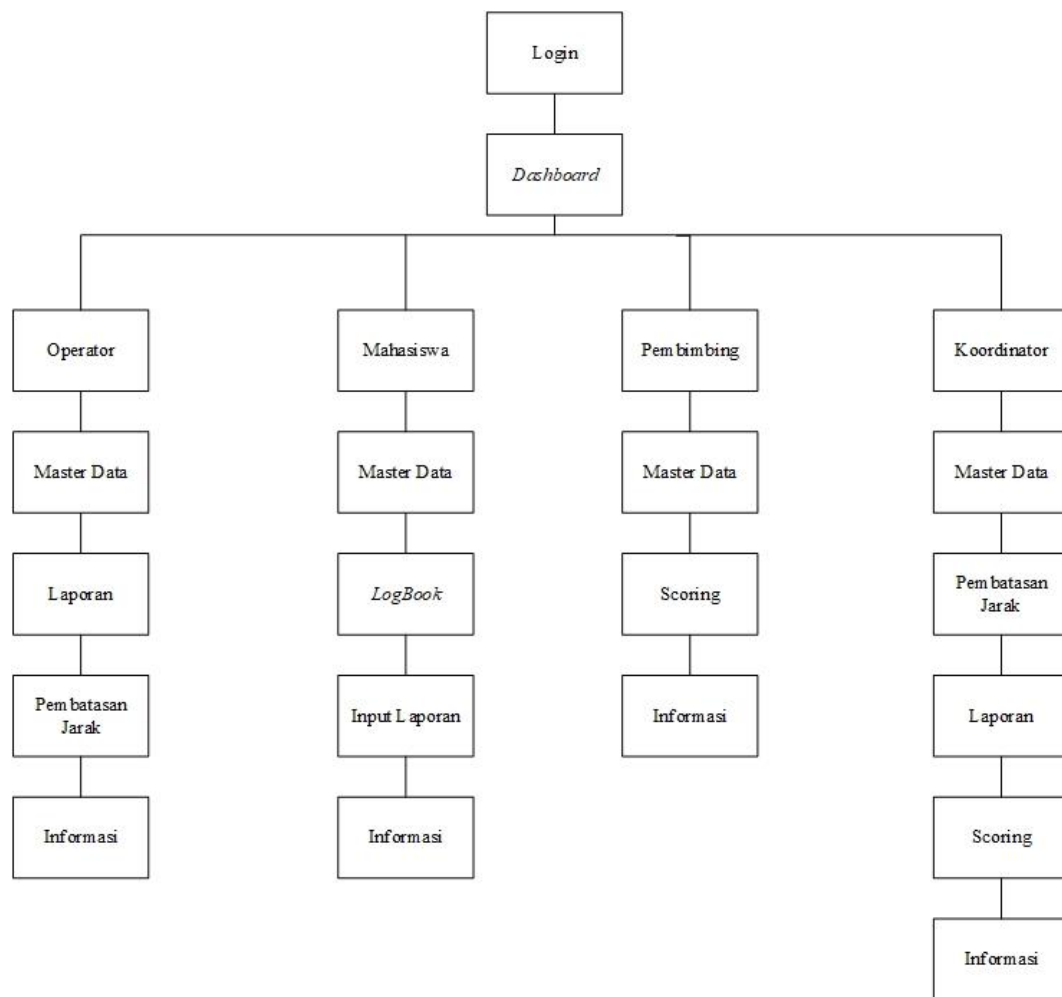 Login
Dashboard
Operator
Mahasiswa
Pembimbing
Koordinator
Master Data
Master Data
Master Data
Master Data
Laporan
LogBook
Scoring
Pembatasan
Jarak
Pembatasan
Jarak
Input Laporan
Informasi
Laporan
Informasi
Informasi
Scoring
Informasi